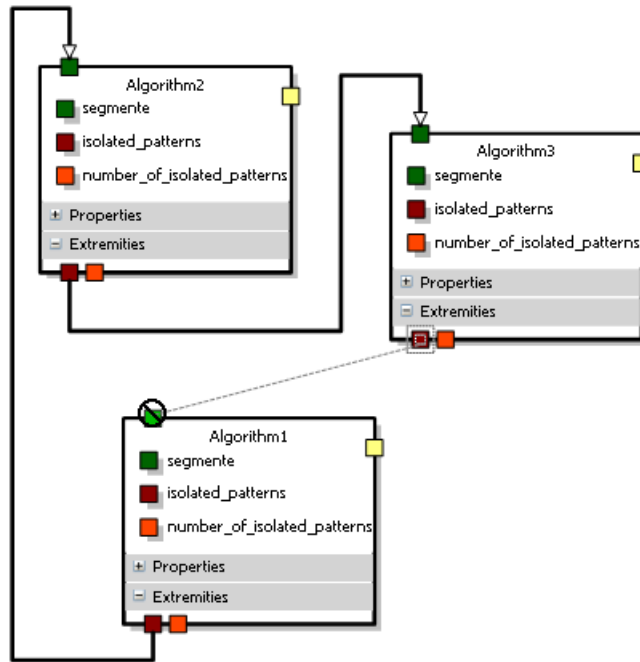 Algorithm2
segmente
isolated_patterns
number_of_isolated_patterns
Properties
Extremities
Algorithm3
segmente
isolated_patterns
number_of_isolated_patterns
Properties
Extremities
Algorithm1
segmente
isolated_patterns
number_of_isolated_patterns
Properties
Extremities